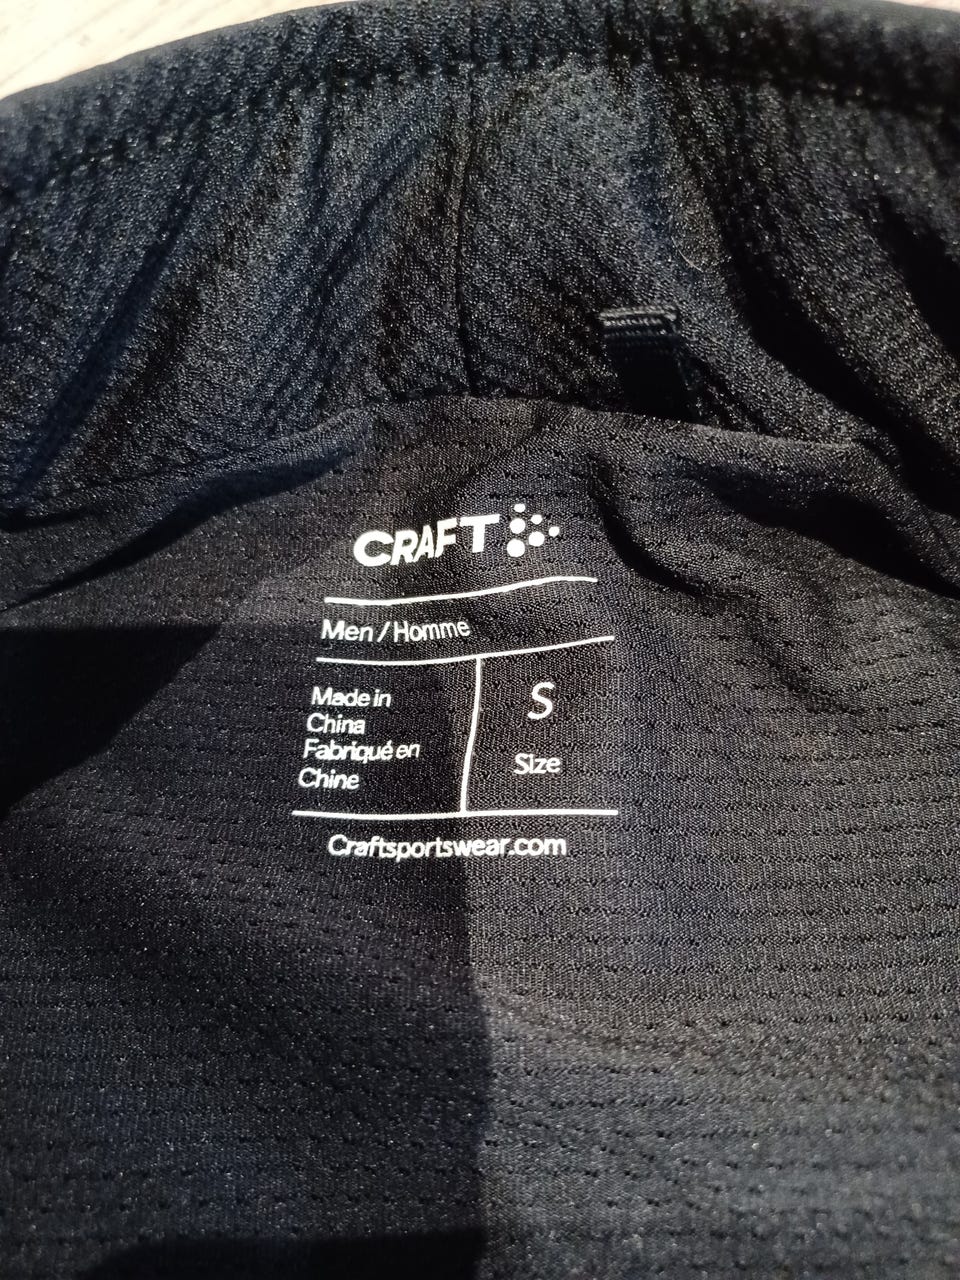 CRAFT
Men / Homme
Made in
China
Fabriqué en
Chine
S
Size
Craftsportswear.com